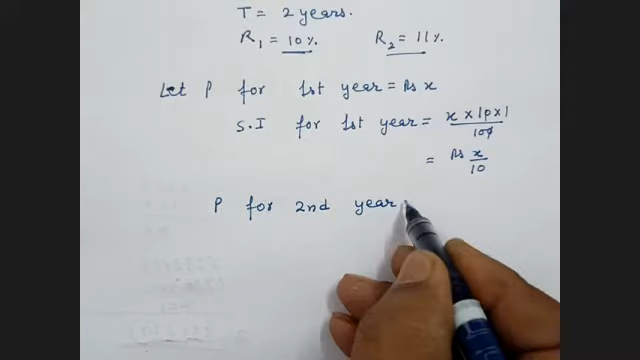 T = 2 years.
R₁ = 10%. R₂ = 11%.
Let P for 1st year = Rs x
S.I for 1st year = x × 10 × 1 / 100
= Rs x / 10
P for 2nd year